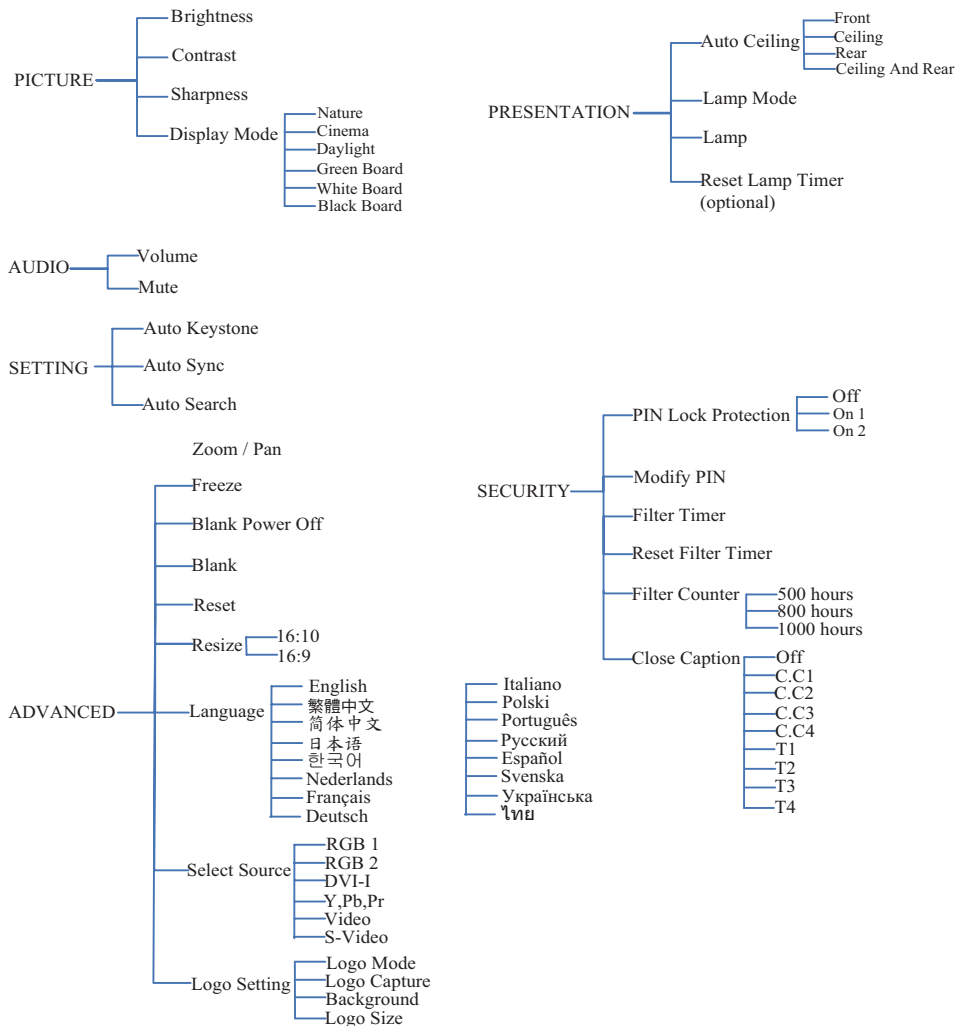 PICTURE
Brightness
Contrast
Sharpness
Display Mode
Nature
Cinema
Daylight
Green Board
White Board
Black Board
PRESENTATION
Auto Ceiling
Front
Ceiling
Rear
Ceiling And Rear
Lamp Mode
Lamp
Reset Lamp Timer
(optional)
AUDIO
Volume
Mute
SETTING
Auto Keystone
Auto Sync
Auto Search
ADVANCED
Zoom / Pan
Freeze
Blank Power Off
Blank
Reset
Resize
16:10
16:9
Language
English
繁體中文
简体中文
日本语
한국어
Nederlands
Français
Deutsch
Italiano
Polski
Português
Русский
Español
Svenska
Українська
ไทย
Select Source
RGB 1
RGB 2
DVI-I
Y,Pb,Pr
Video
S-Video
Logo Setting
Logo Mode
Logo Capture
Background
Logo Size
SECURITY
PIN Lock Protection
Off
On 1
On 2
Modify PIN
Filter Timer
Reset Filter Timer
Filter Counter
500 hours
800 hours
1000 hours
Close Caption
Off
C.C1
C.C2
C.C3
C.C4
T1
T2
T3
T4